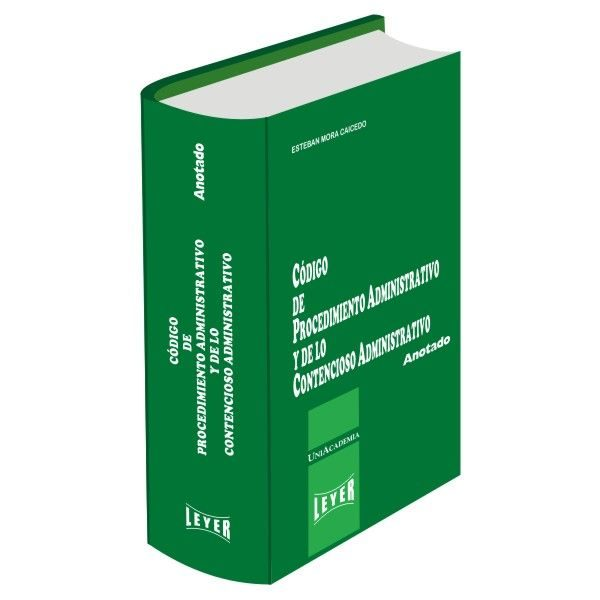 Anotado
CÓDIGO
DE
PROCEDIMIENTO ADMINISTRATIVO
Y DE LO
CONTENCIOSO ADMINISTRATIVO
LEYER
ESTEBAN MORA CAICEDO
CÓDIGO
DE
PROCEDIMIENTO ADMINISTRATIVO
Y DE LO
CONTENCIOSO ADMINISTRATIVO
Anotado
UNIACADEMIA
LEYER